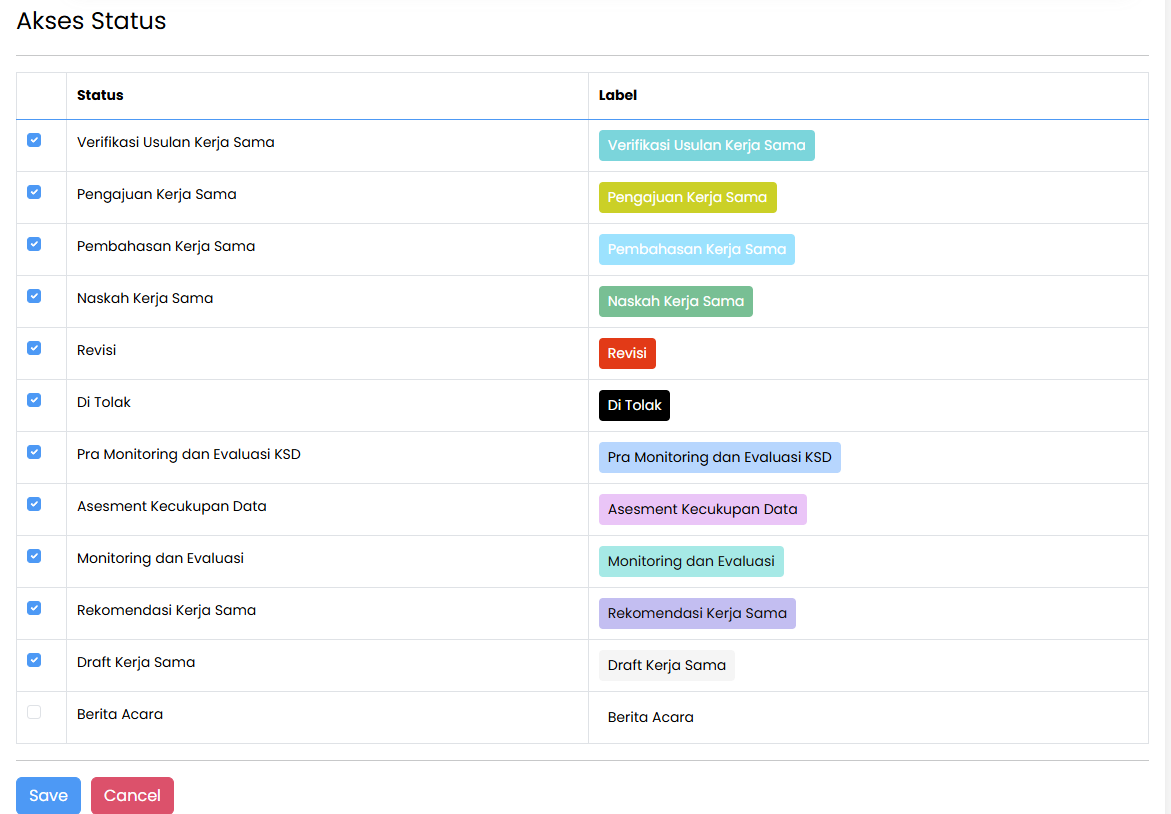 Akses Status
Status Label
Verifikasi Usulan Kerja Sama Verifikasi Usulan Kerja Sama
Pengajuan Kerja Sama Pengajuan Kerja Sama
Pembahasan Kerja Sama Pembahasan Kerja Sama
Naskah Kerja Sama Naskah Kerja Sama
Revisi Revisi
Di Tolak Di Tolak
Pra Monitoring dan Evaluasi KSD Pra Monitoring dan Evaluasi KSD
Asesment Kecukupan Data Asesment Kecukupan Data
Monitoring dan Evaluasi Monitoring dan Evaluasi
Rekomendasi Kerja Sama Rekomendasi Kerja Sama
Draft Kerja Sama Draft Kerja Sama
Berita Acara Berita Acara
Save Cancel